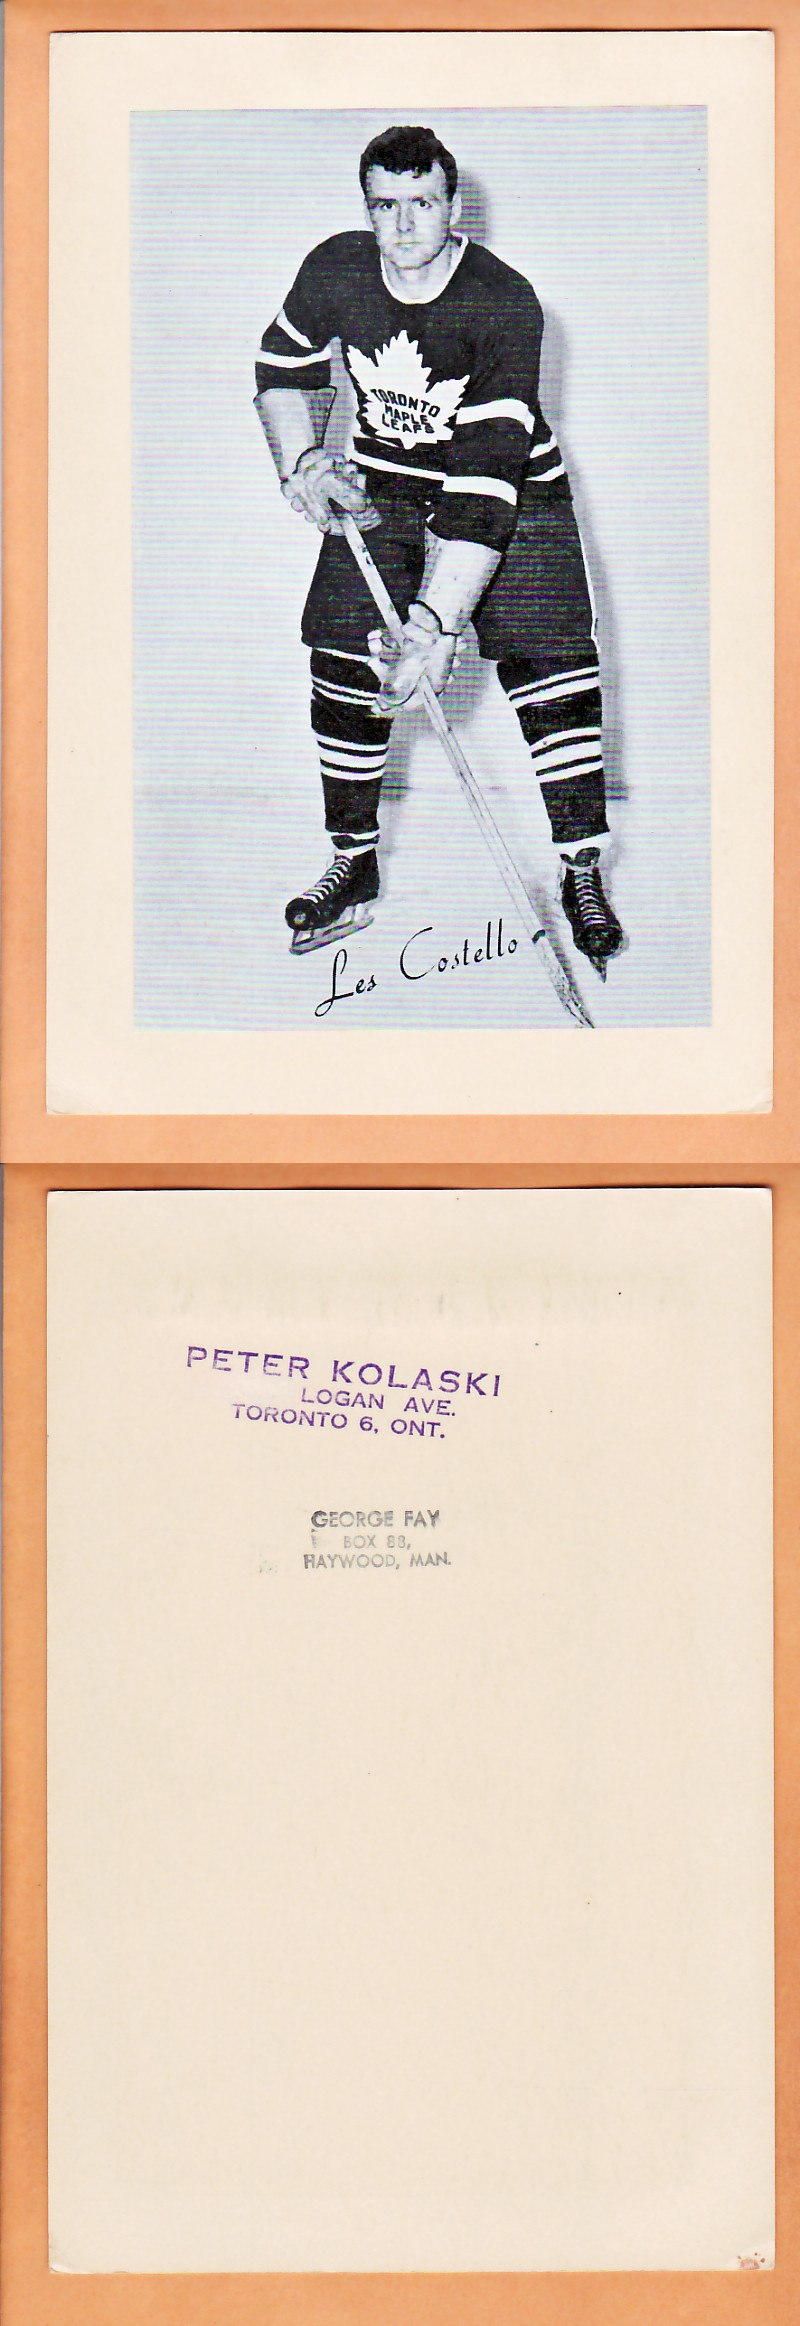 TORONTO
MAPLE
LEAFS
Les Costello
PETER KOLASKI
LOGAN AVE.
TORONTO 6, ONT.
GEORGE FAY
BOX 88,
HAYWOOD, MAN.